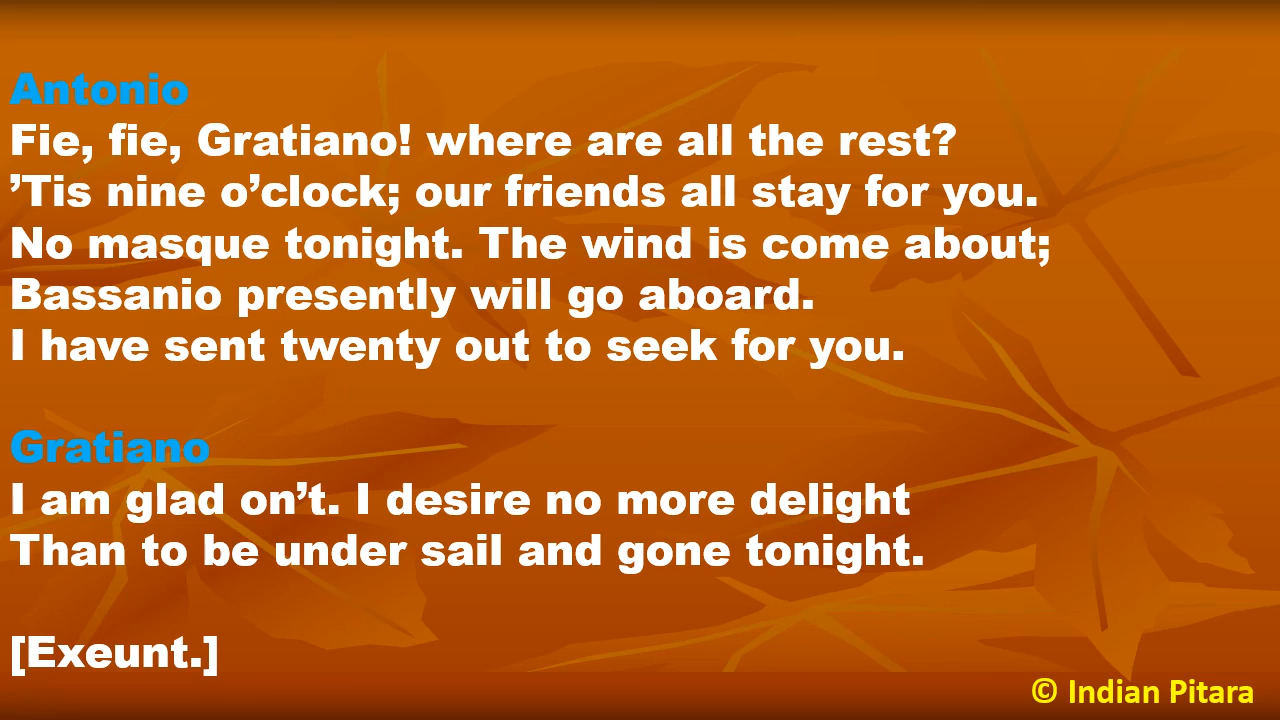 Antonio
Fie, fie, Gratiano! where are all the rest?
’Tis nine o’clock; our friends all stay for you.
No masque tonight. The wind is come about;
Bassanio presently will go aboard.
I have sent twenty out to seek for you.
Gratiano
I am glad on’t. I desire no more delight
Than to be under sail and gone tonight.
[Exeunt.]
© Indian Pitara